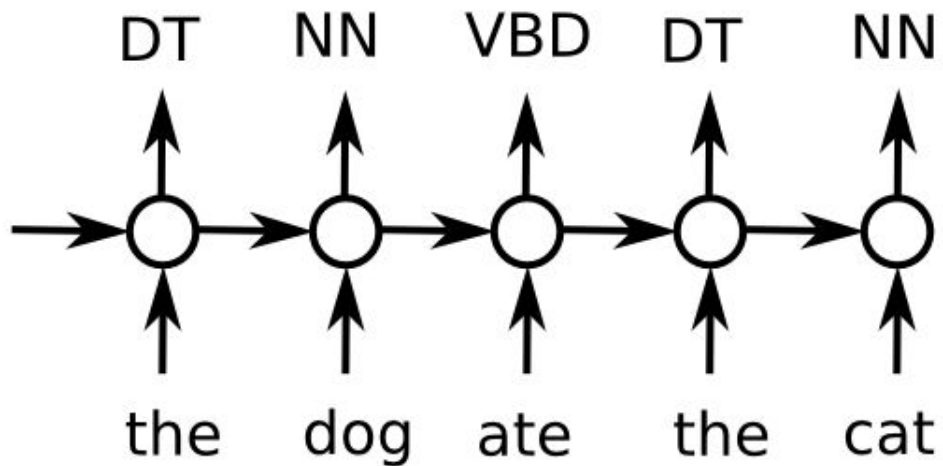 DT NN VBD DT NN
the dog ate the cat